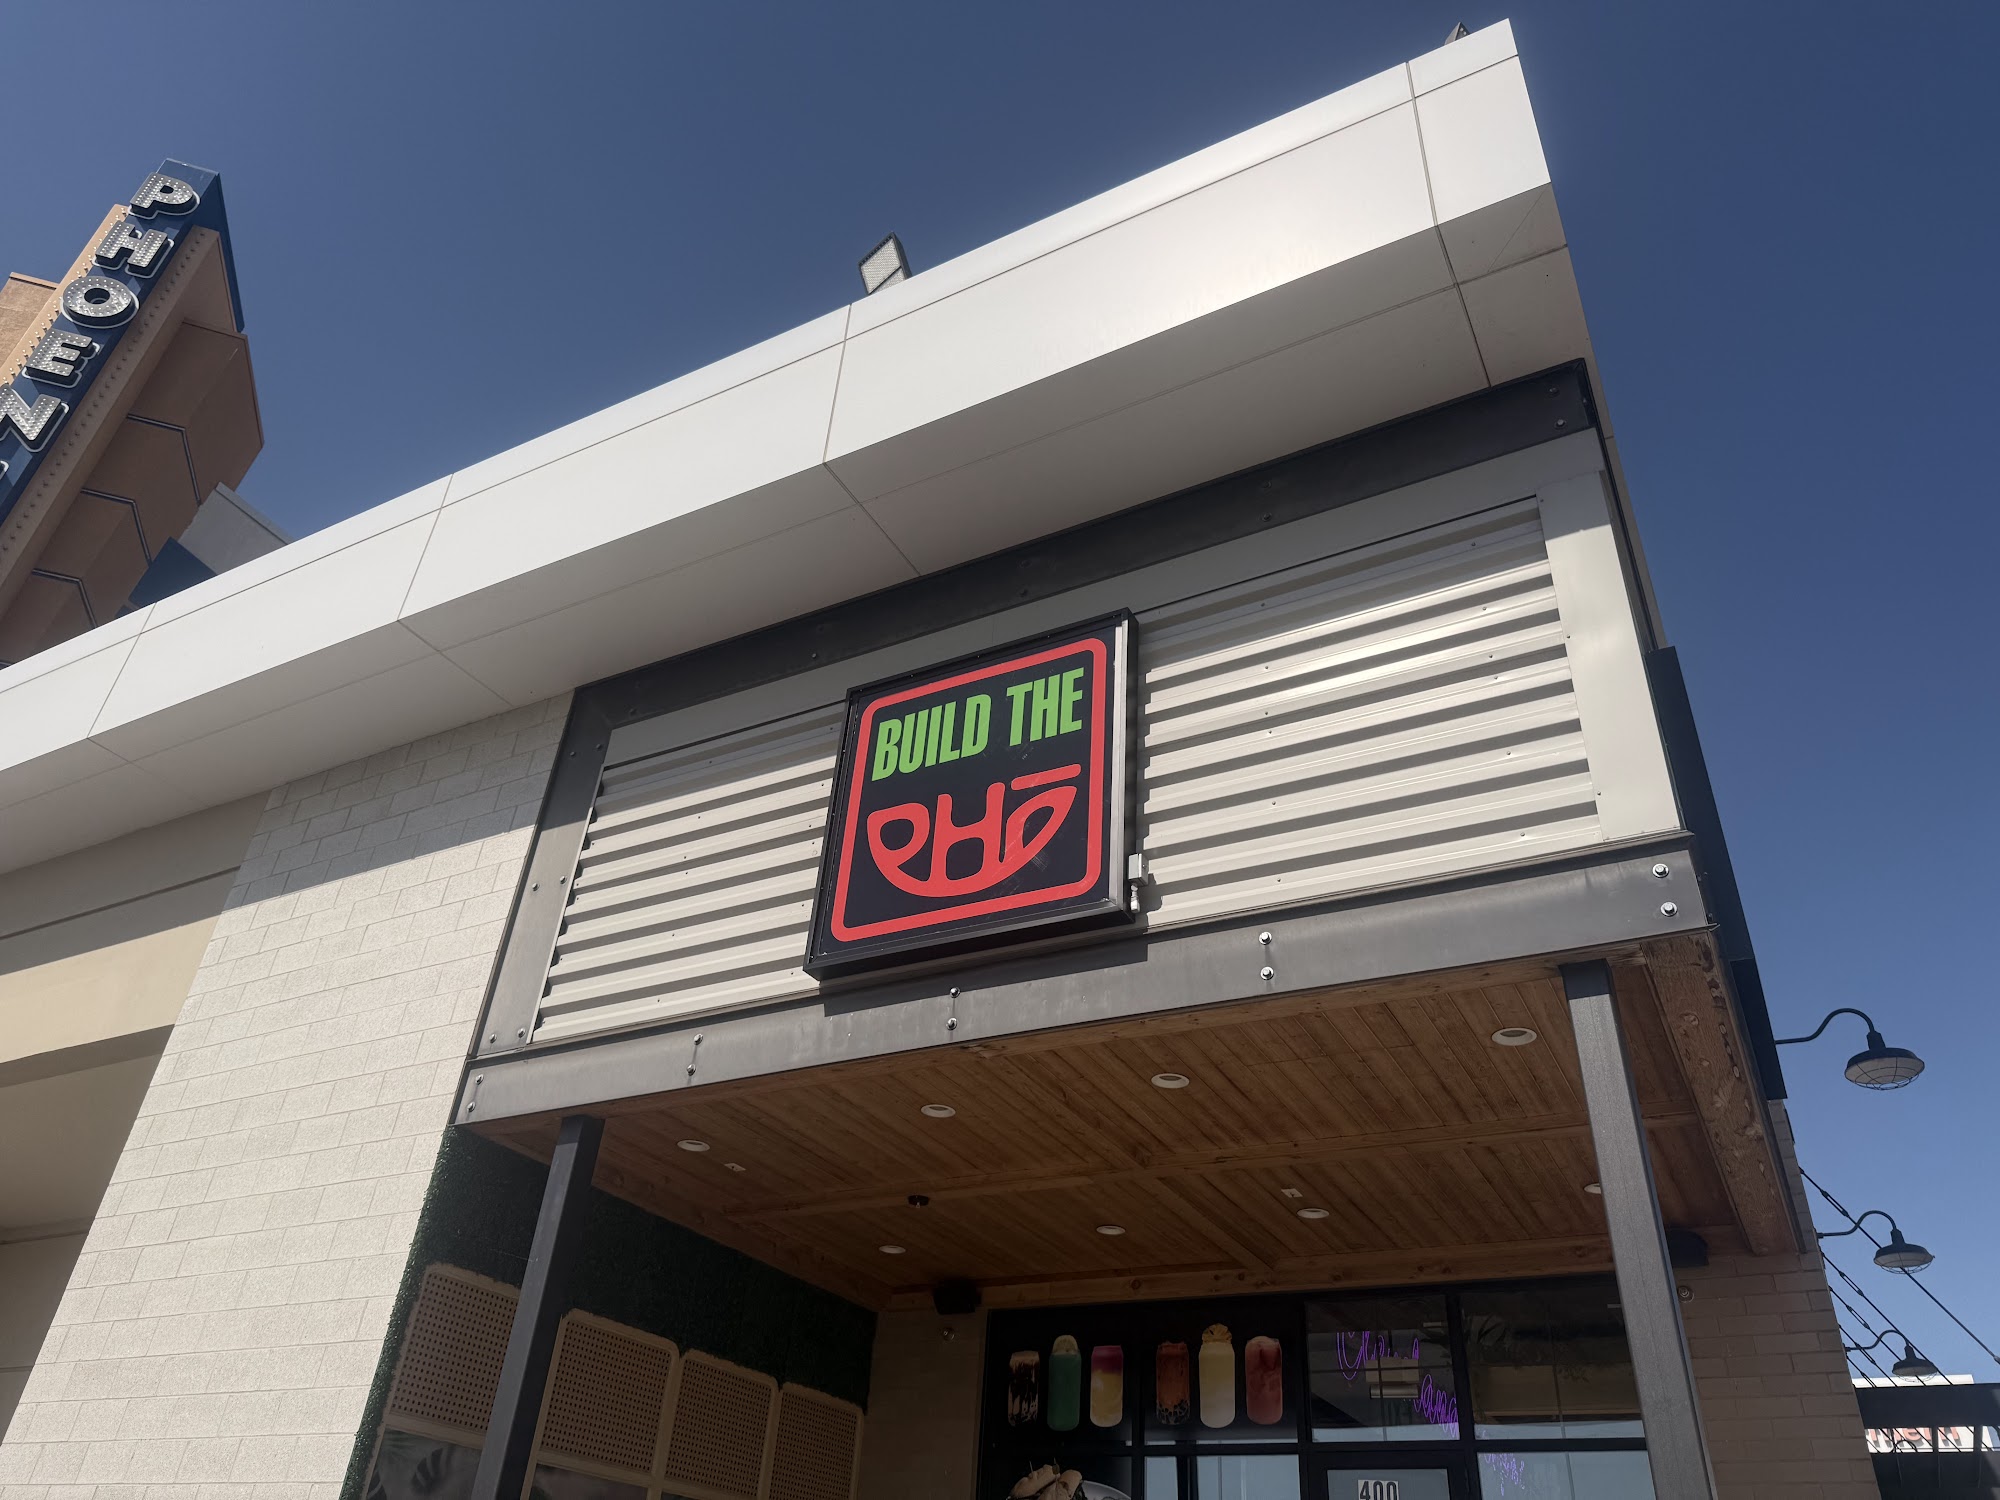 PHOEN
BUILD THE
PHỞ
400